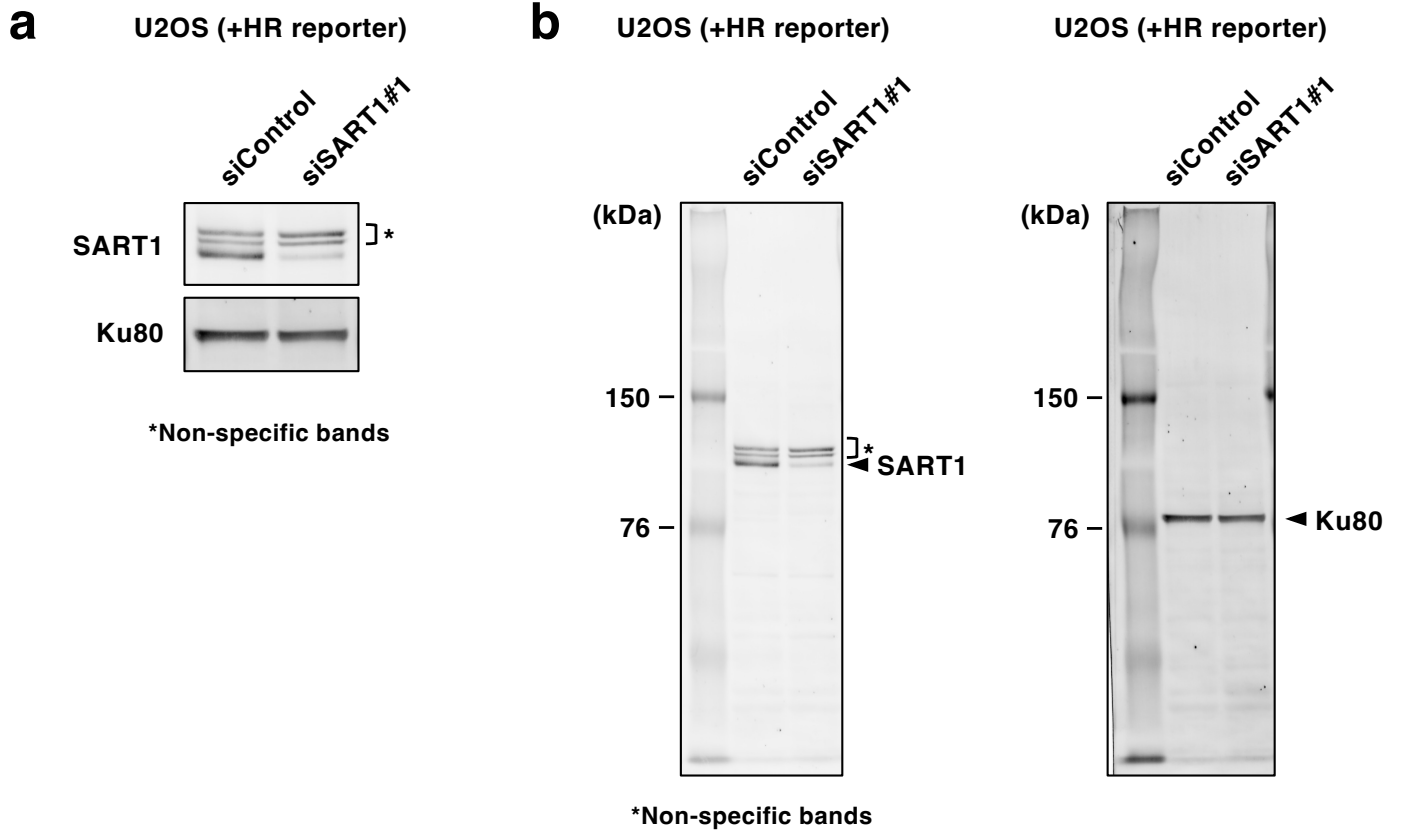 a
U2OS (+HR reporter)
siControl
siSART1#1
SART1
*
Ku80
*Non-specific bands
b
U2OS (+HR reporter)
siControl
siSART1#1
(kDa)
150
*
SART1
76
*Non-specific bands
U2OS (+HR reporter)
siControl
siSART1#1
(kDa)
150
76
Ku80